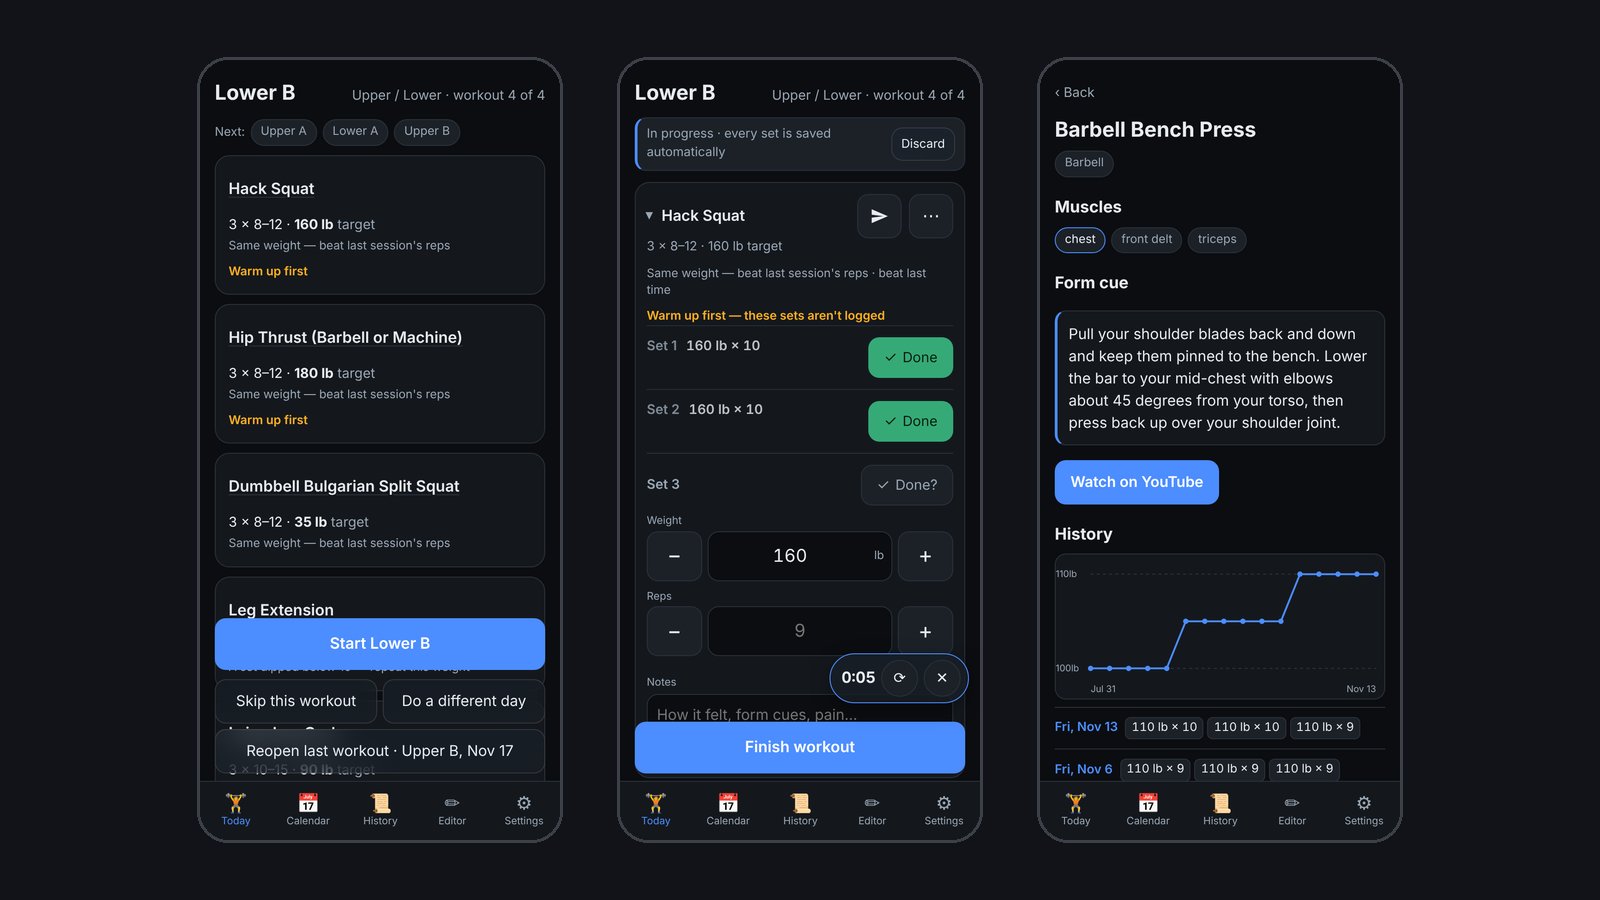 Lower B
Upper / Lower · workout 4 of 4
Next: Upper A Lower A Upper B
Hack Squat
3 × 8–12 · 160 lb target
Same weight — beat last session's reps
Warm up first
Hip Thrust (Barbell or Machine)
3 × 8–12 · 180 lb target
Same weight — beat last session's reps
Warm up first
Dumbbell Bulgarian Split Squat
3 × 8–12 · 35 lb target
Same weight — beat last session's reps
Leg Extension
Start Lower B
Skip this workout
Do a different day
Reopen last workout · Upper B, Nov 17
3 × 10–15 · 90 lb target
Today Calendar History Editor Settings
Lower B
Upper / Lower · workout 4 of 4
In progress · every set is saved
automatically
Discard
▼ Hack Squat
3 × 8–12 · 160 lb target
Same weight — beat last session's reps · beat last
time
Warm up first — these sets aren't logged
Set 1 160 lb × 10 ✓ Done
Set 2 160 lb × 10 ✓ Done
Set 3 ✓ Done?
Weight
− 160 lb +
Reps
− 9 +
0:05
Notes
How it felt, form cues, pain...
Finish workout
Today Calendar History Editor Settings
‹ Back
Barbell Bench Press
Barbell
Muscles
chest front delt triceps
Form cue
Pull your shoulder blades back and down
and keep them pinned to the bench. Lower
the bar to your mid-chest with elbows
about 45 degrees from your torso, then
press back up over your shoulder joint.
Watch on YouTube
History
110lb
100lb
Jul 31 Nov 13
Fri, Nov 13 110 lb × 10 110 lb × 10 110 lb × 9
Fri, Nov 6 110 lb × 9 110 lb × 9 110 lb × 9
Today Calendar History Editor Settings